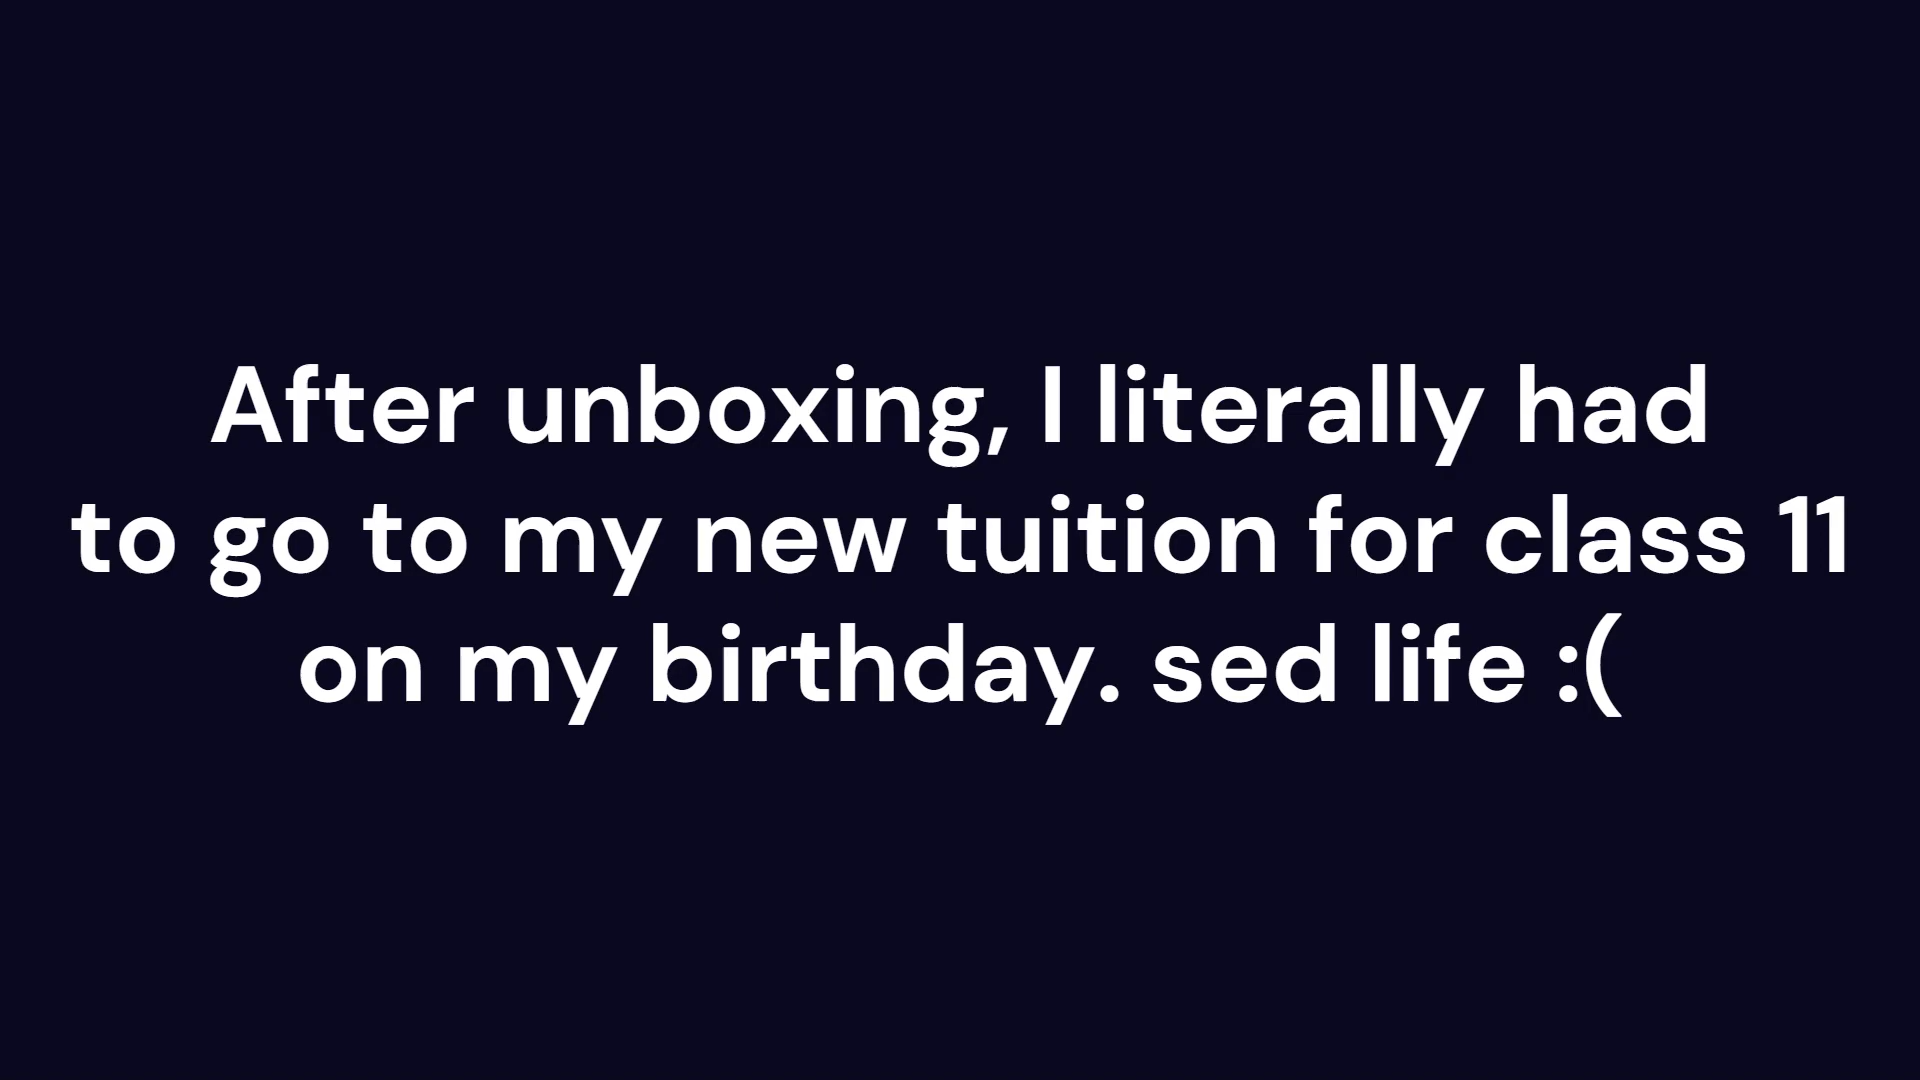 After unboxing, I literally had
to go to my new tuition for class 11
on my birthday. sed life :(